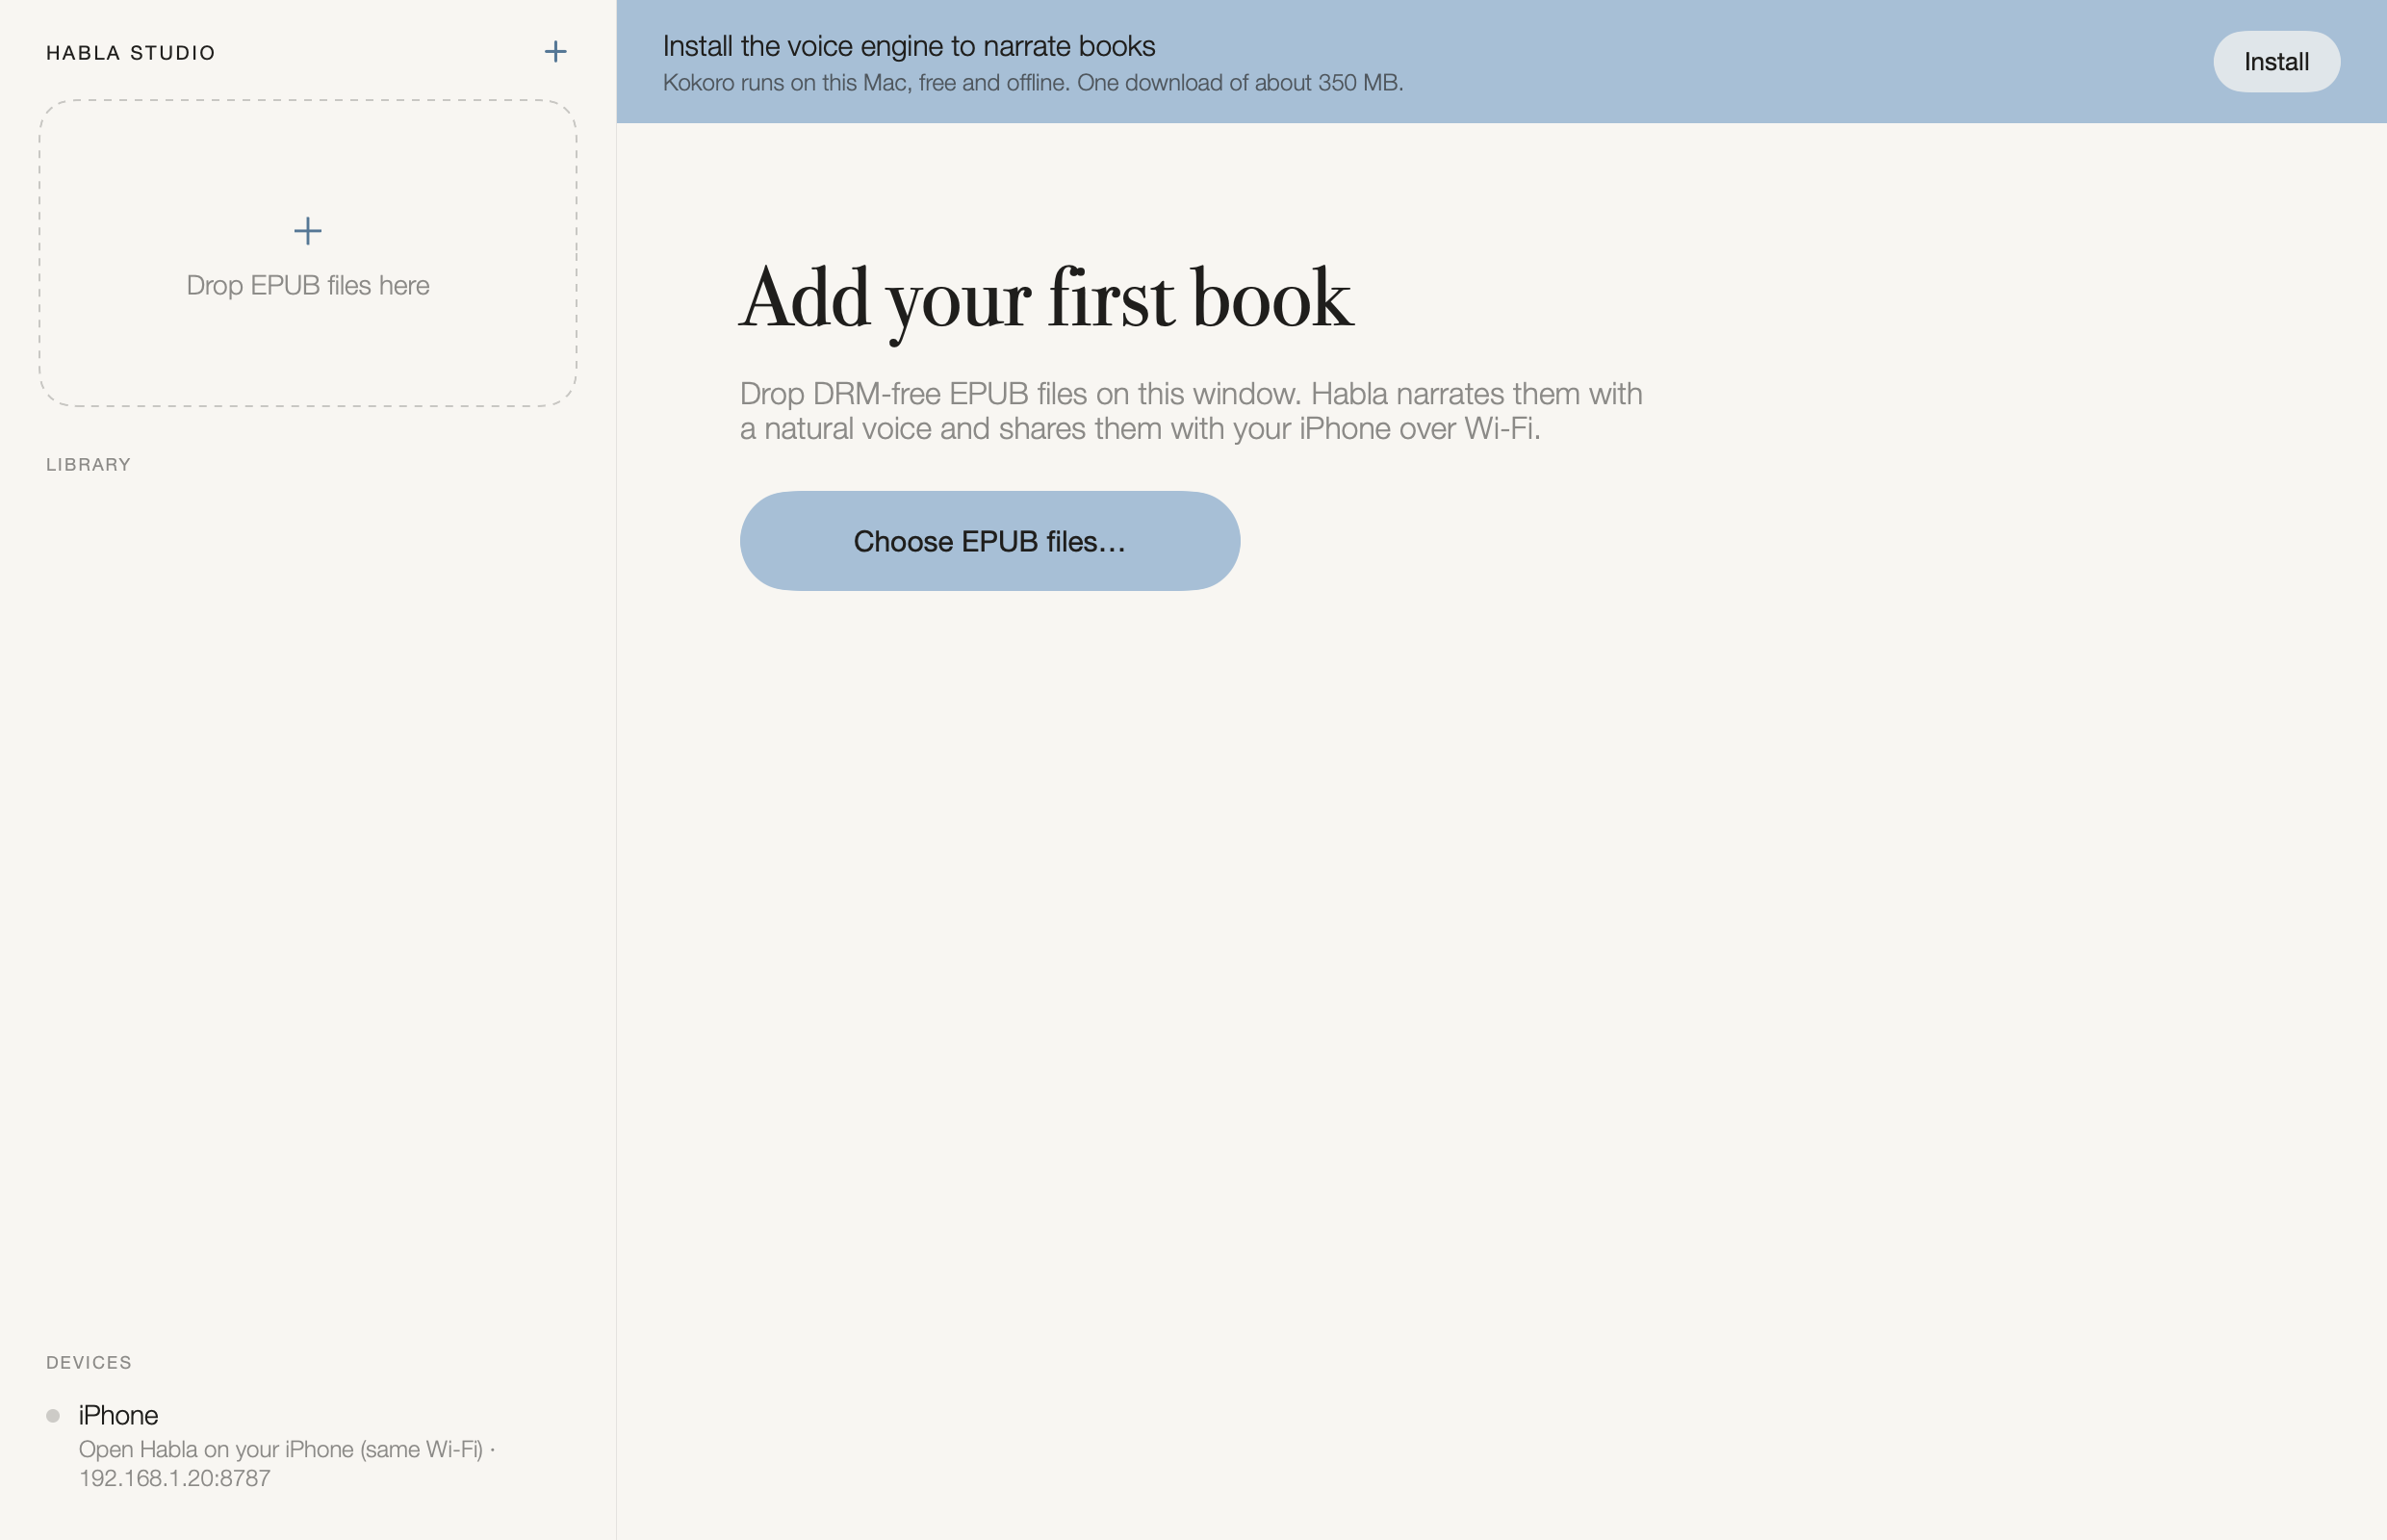 HABLA STUDIO
Drop EPUB files here
LIBRARY
DEVICES
iPhone
Open Habla on your iPhone (same Wi-Fi) ·
192.168.1.20:8787
Install the voice engine to narrate books
Kokoro runs on this Mac, free and offline. One download of about 350 MB.
Install
Add your first book
Drop DRM-free EPUB files on this window. Habla narrates them with
a natural voice and shares them with your iPhone over Wi-Fi.
Choose EPUB files…